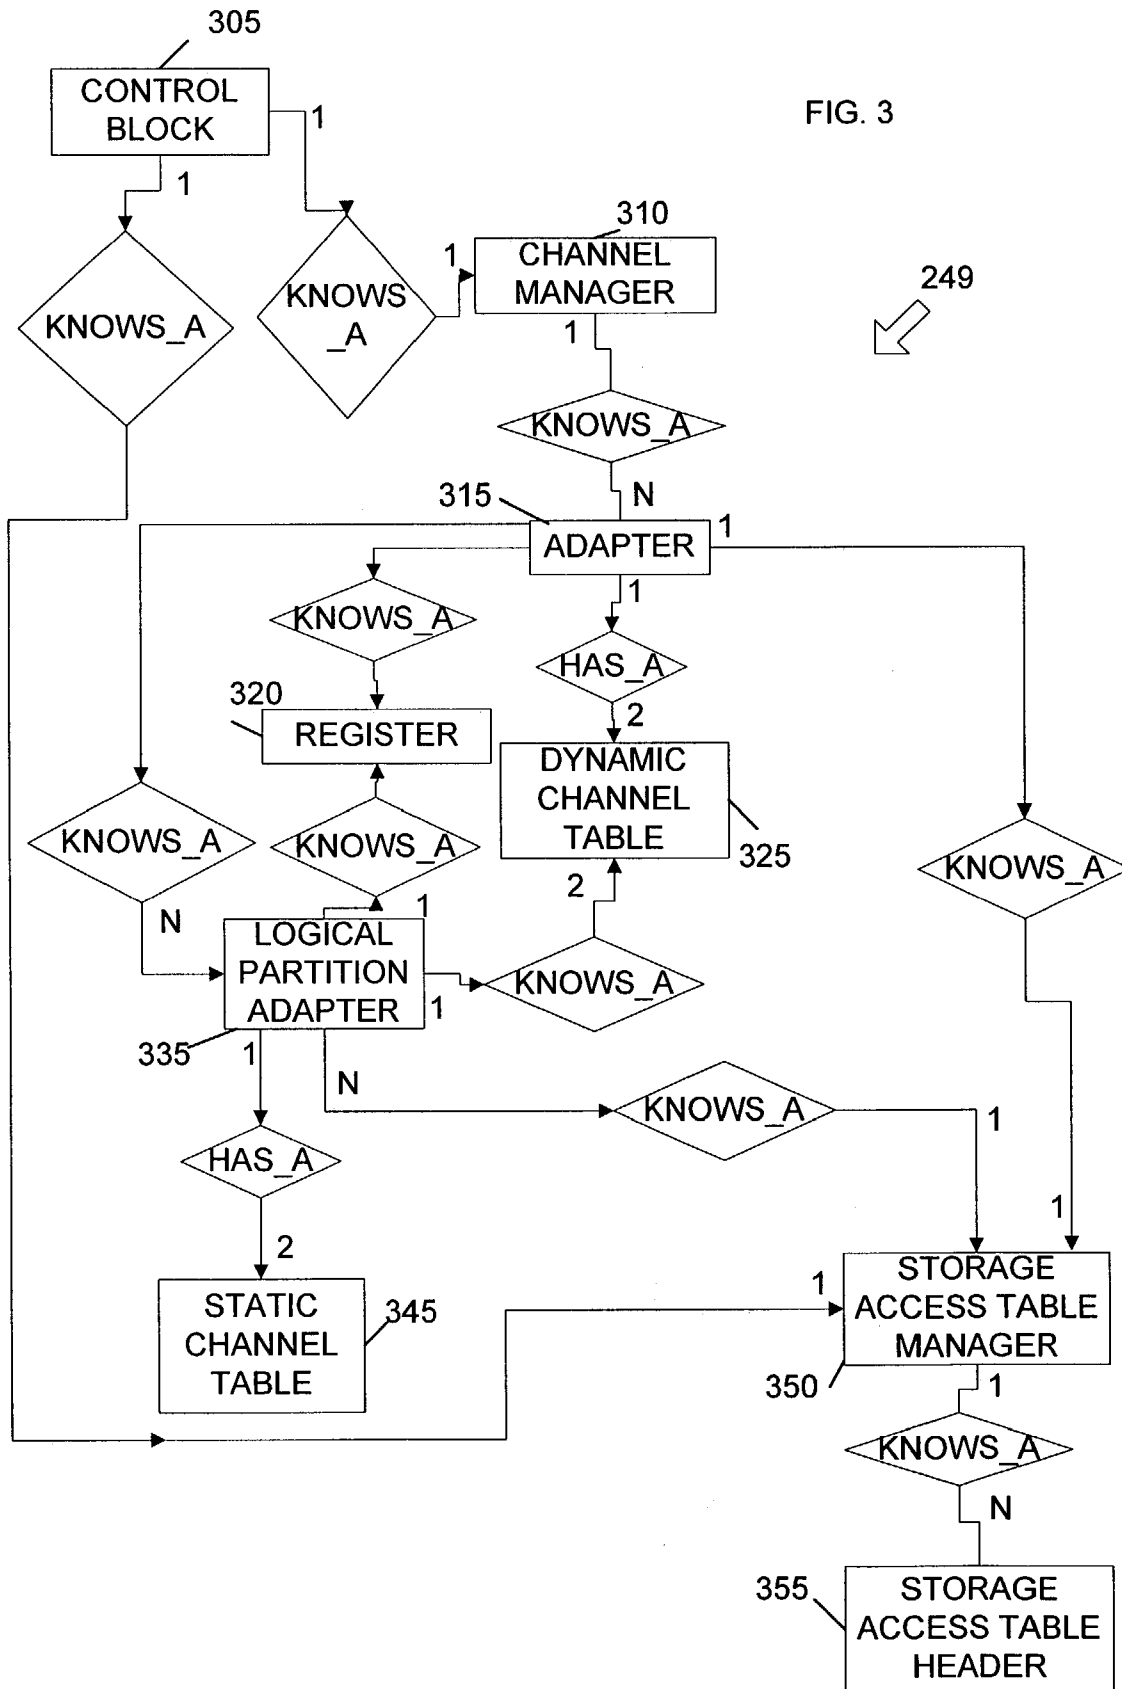 305
CONTROL
BLOCK
1
FIG. 3
1
310
KNOWS_A
KNOWS
_A
1
CHANNEL
MANAGER
249
1
KNOWS_A
315
N
ADAPTER
1
1
KNOWS_A
HAS_A
320
2
REGISTER
DYNAMIC
CHANNEL
TABLE
325
KNOWS_A
KNOWS_A
KNOWS_A
2
N
1
LOGICAL
PARTITION
ADAPTER
1
KNOWS_A
335
1
N
KNOWS_A
1
HAS_A
1
2
STATIC
CHANNEL
TABLE
345
1
STORAGE
ACCESS TABLE
MANAGER
350
1
KNOWS_A
N
355
STORAGE
ACCESS TABLE
HEADER